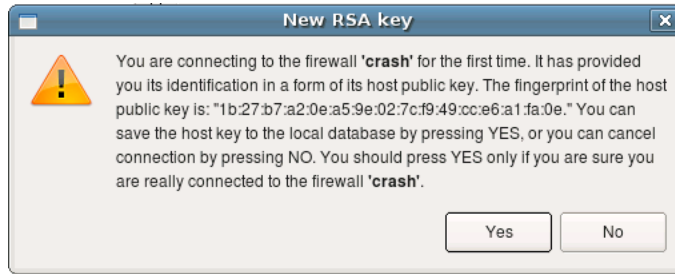 New RSA key
You are connecting to the firewall 'crash' for the first time. It has provided
you its identification in a form of its host public key. The fingerprint of the host
public key is: "1b:27:b7:a2:0e:a5:9e:02:7c:f9:49:cc:e6:a1:fa:0e." You can
save the host key to the local database by pressing YES, or you can cancel
connection by pressing NO. You should press YES only if you are sure you
are really connected to the firewall 'crash'.
Yes No